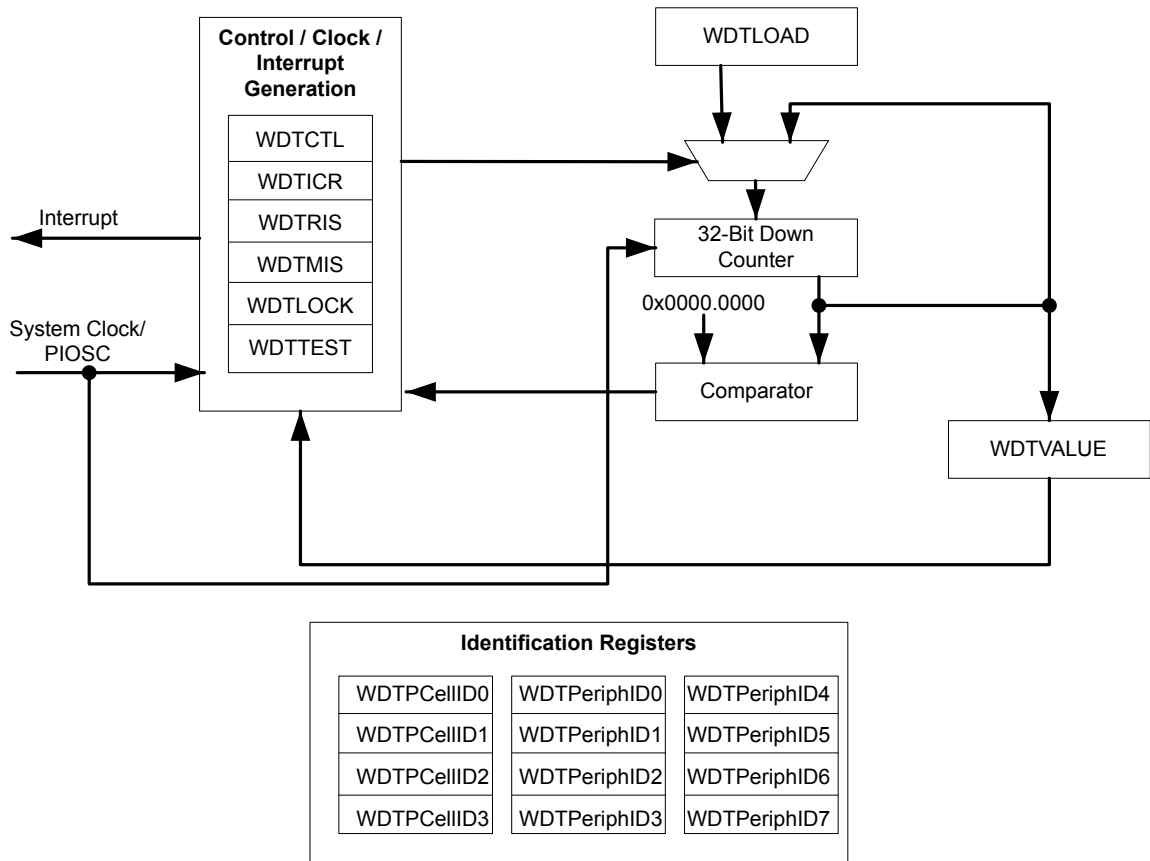 Control / Clock /
Interrupt
Generation
WDTCTL
WDTICR
WDTRIS
WDTMIS
WDTLOCK
WDTTEST
Interrupt
System Clock/
PIOSC
WDTLOAD
32-Bit Down
Counter
0x0000.0000
Comparator
WDTVALUE
Identification Registers
WDTPCellID0
WDTPCellID1
WDTPCellID2
WDTPCellID3
WDTPeriphID0
WDTPeriphID1
WDTPeriphID2
WDTPeriphID3
WDTPeriphID4
WDTPeriphID5
WDTPeriphID6
WDTPeriphID7